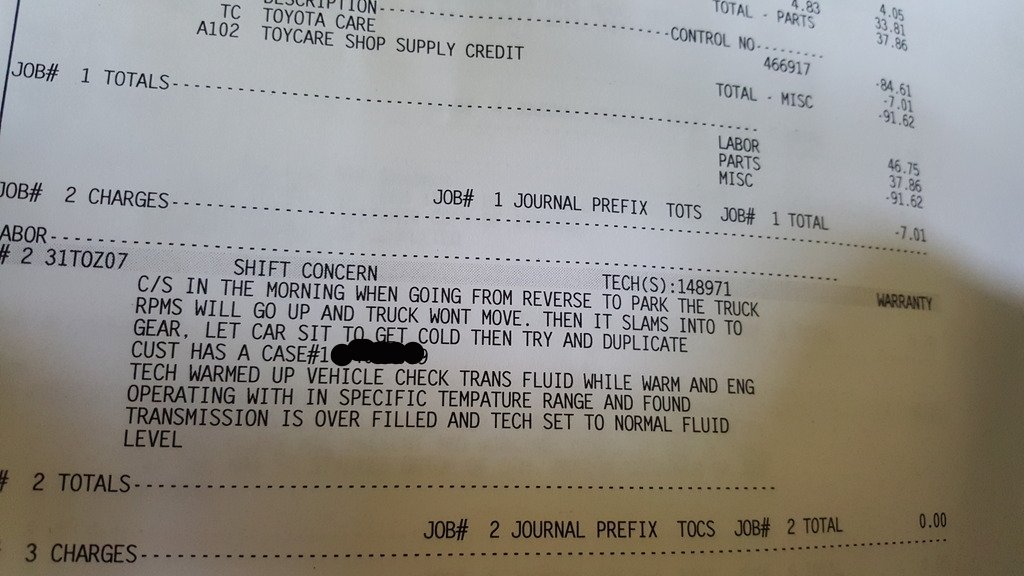 DESCRIPTION------------------------------CONTROL NO--------
TC TOYOTA CARE 466917 -84.61
A102 TOYCARE SHOP SUPPLY CREDIT -7.01
4.83 4.05
TOTAL - PARTS 33.81
37.86
TOTAL - MISC -91.62
JOB# 1 TOTALS------------------------------
LABOR 46.75
PARTS 37.86
MISC -91.62
JOB# 1 JOURNAL PREFIX TOTS JOB# 1 TOTAL -7.01
JOB# 2 CHARGES------------------------------
ABOR------------------------------
# 2 31TOZ07 SHIFT CONCERN TECH(S):148971 WARRANTY
C/S IN THE MORNING WHEN GOING FROM REVERSE TO PARK THE TRUCK
RPMS WILL GO UP AND TRUCK WONT MOVE. THEN IT SLAMS INTO TO
GEAR, LET CAR SIT TO GET COLD THEN TRY AND DUPLICATE
CUST HAS A CASE#1
TECH WARMED UP VEHICLE CHECK TRANS FLUID WHILE WARM AND ENG
OPERATING WITH IN SPECIFIC TEMPATURE RANGE AND FOUND
TRANSMISSION IS OVER FILLED AND TECH SET TO NORMAL FLUID
LEVEL
# 2 TOTALS------------------------------
JOB# 2 JOURNAL PREFIX TOCS JOB# 2 TOTAL 0.00
3 CHARGES------------------------------